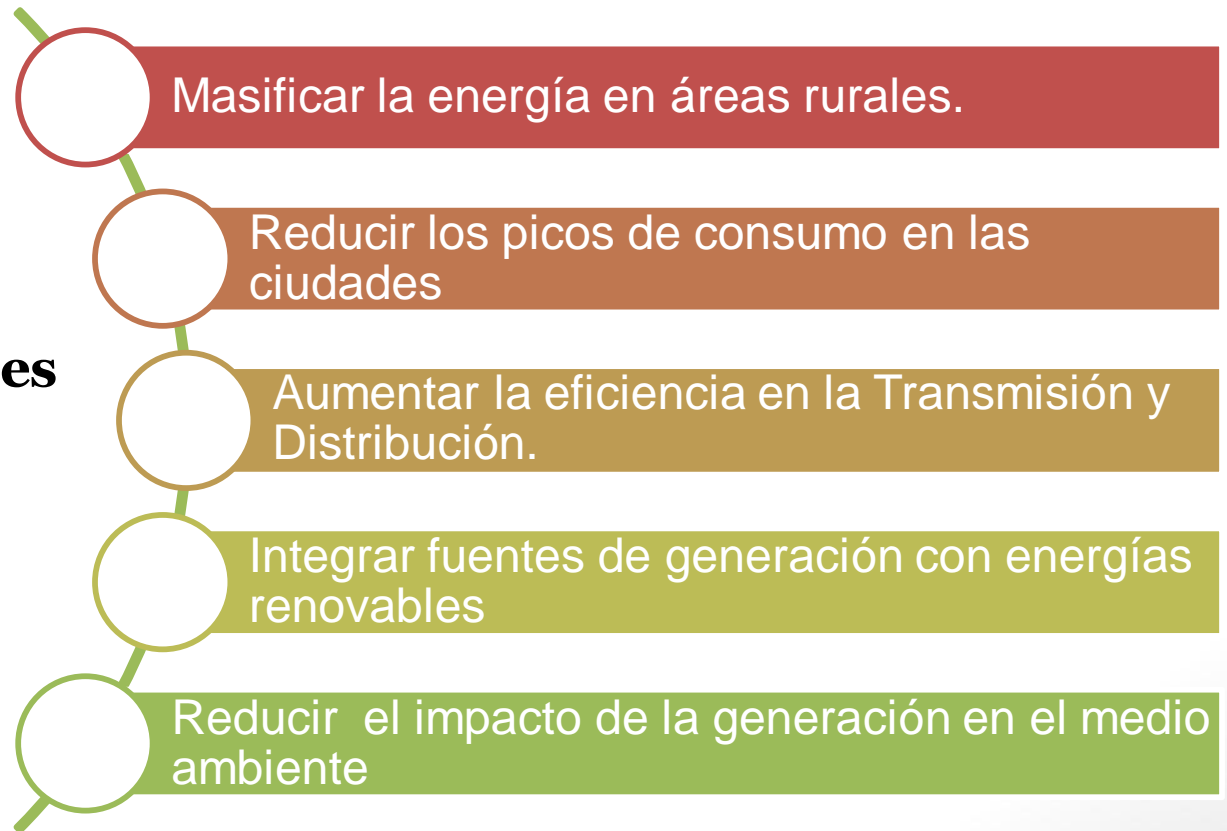 Masificar la energía en áreas rurales.
Reducir los picos de consumo en las
ciudades
es
Aumentar la eficiencia en la Transmisión y
Distribución.
Integrar fuentes de generación con energías
renovables
Reducir el impacto de la generación en el medio
ambiente